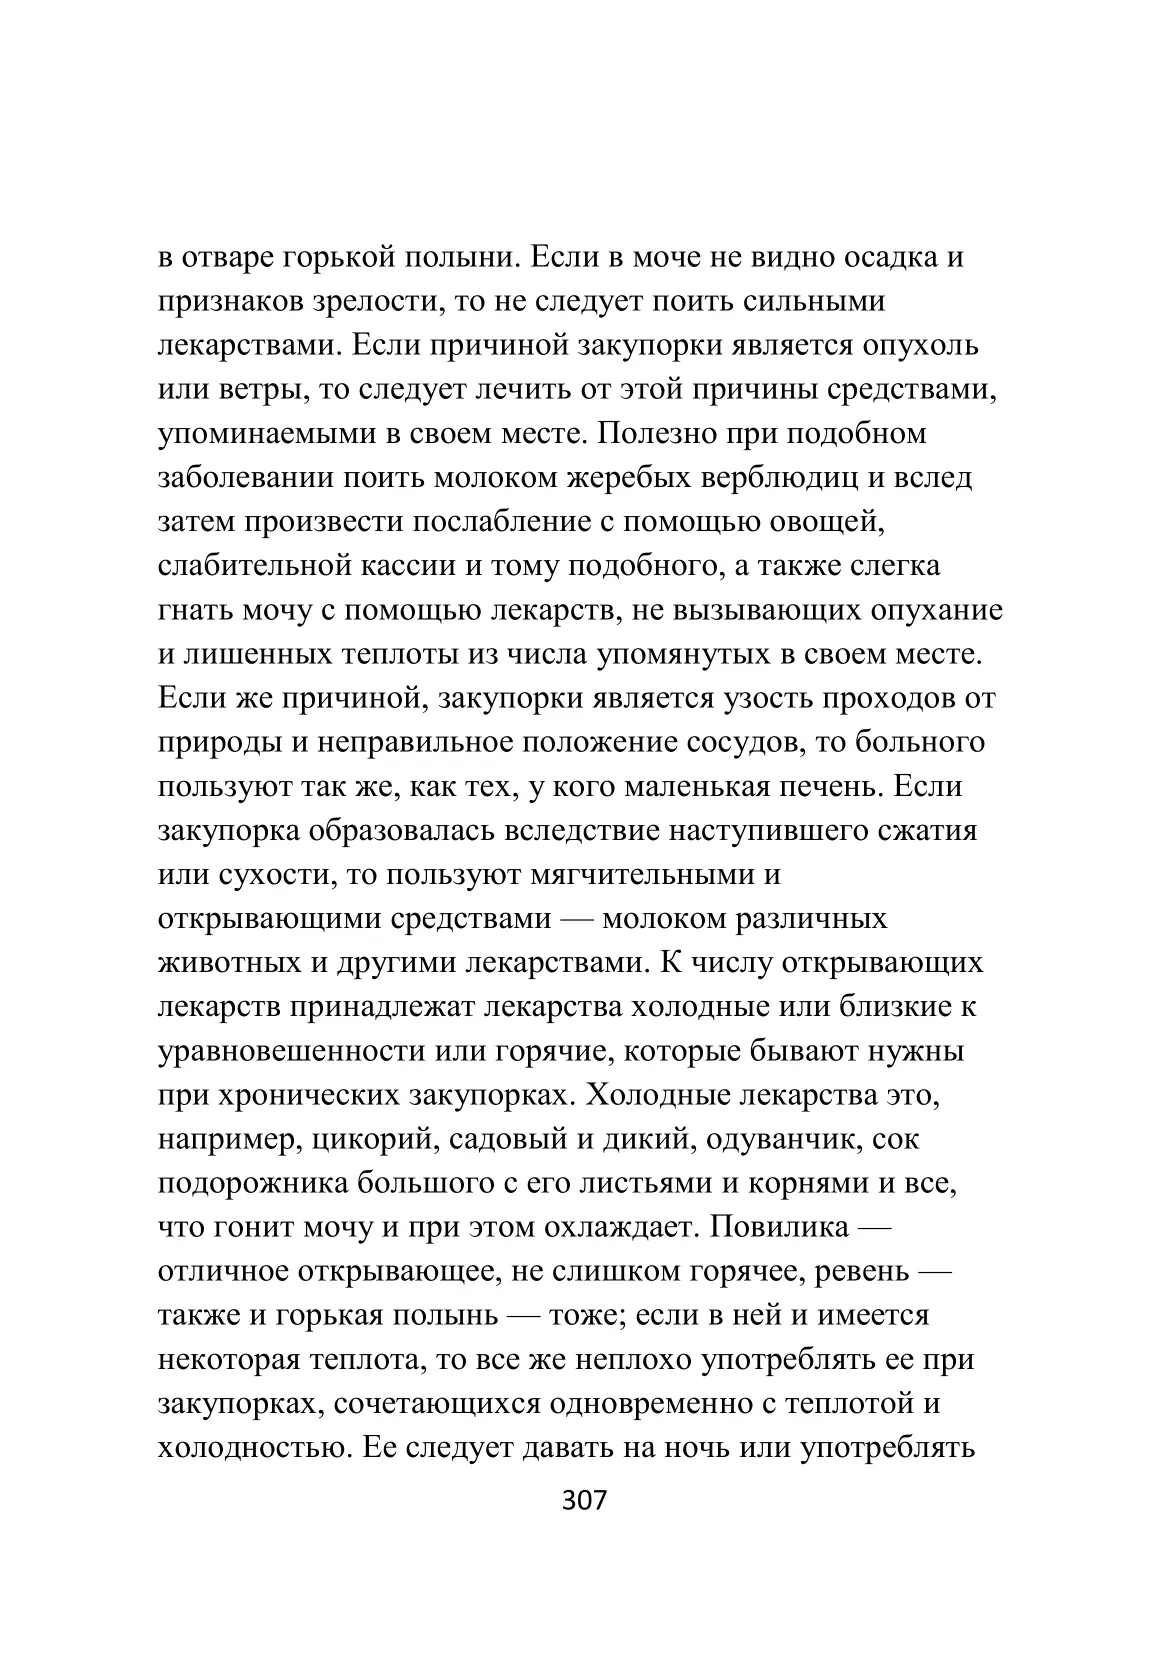 в отваре горькой полыни. Если в моче не видно осадка и
признаков зрелости, то не следует поить сильными
лекарствами. Если причиной закупорки является опухоль
или ветры, то следует лечить от этой причины средствами,
упоминаемыми в своем месте. Полезно при подобном
заболевании поить молоком жеребых верблюдиц и вслед
затем произвести послабление с помощью овощей,
слабительной кассии и тому подобного, а также слегка
гнать мочу с помощью лекарств, не вызывающих опухание
и лишенных теплоты из числа упомянутых в своем месте.
Если же причиной, закупорки является узость проходов от
природы и неправильное положение сосудов, то больного
пользуют так же, как тех, у кого маленькая печень. Если
закупорка образовалась вследствие наступившего сжатия
или сухости, то пользуют мягчительными и
открывающими средствами — молоком различных
животных и другими лекарствами. К числу открывающих
лекарств принадлежат лекарства холодные или близкие к
уравновешенности или горячие, которые бывают нужны
при хронических закупорках. Холодные лекарства это,
например, цикорий, садовый и дикий, одуванчик, сок
подорожника большого с его листьями и корнями и все,
что гонит мочу и при этом охлаждает. Повилика —
отличное открывающее, не слишком горячее, ревень —
также и горькая полынь — тоже; если в ней и имеется
некоторая теплота, то все же неплохо употреблять ее при
закупорках, сочетающихся одновременно с теплотой и
холодностью. Ее следует давать на ночь или употреблять
307